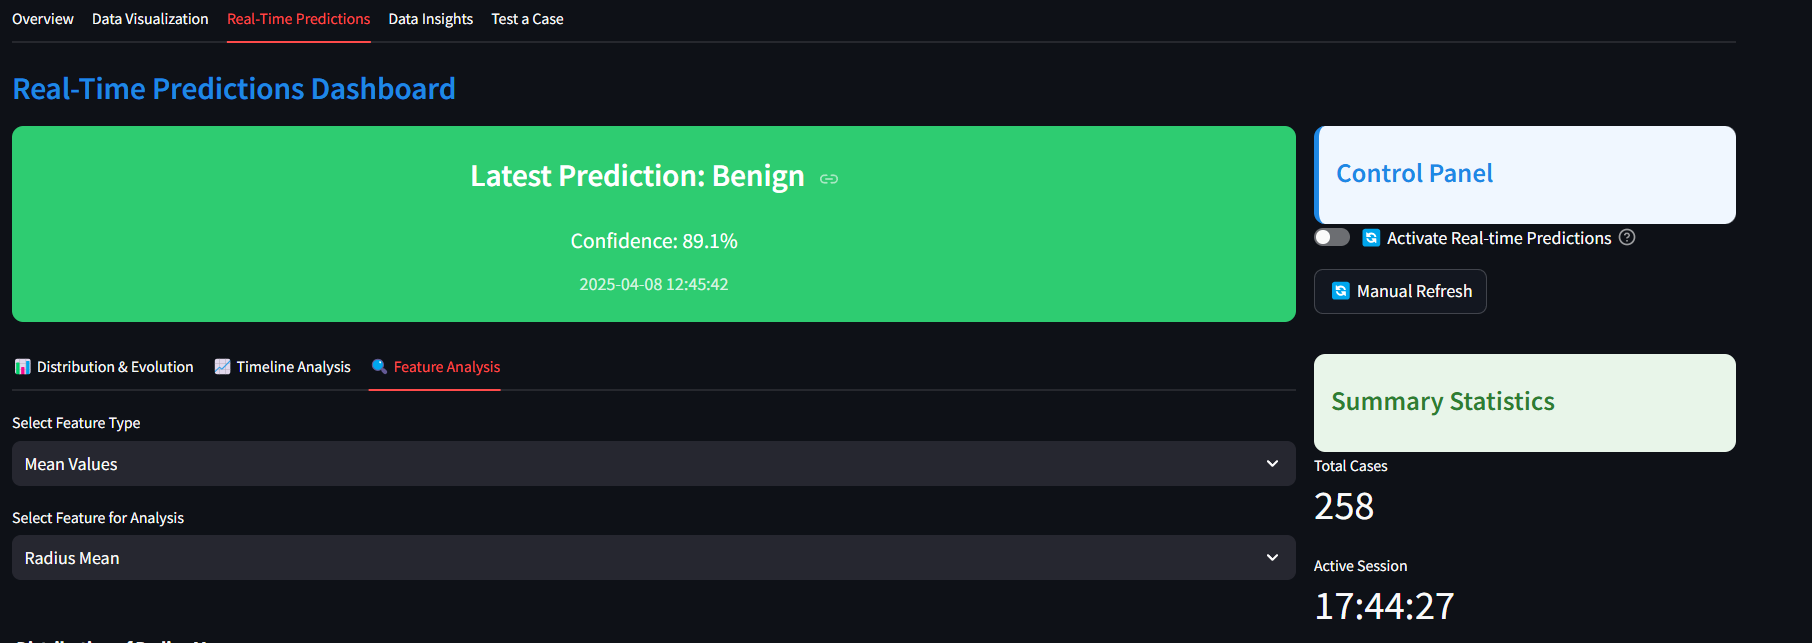 Overview Data Visualization Real-Time Predictions Data Insights Test a Case
Real-Time Predictions Dashboard
Latest Prediction: Benign
Confidence: 89.1%
2025-04-08 12:45:42
Distribution & Evolution Timeline Analysis Feature Analysis
Select Feature Type
Mean Values
Select Feature for Analysis
Radius Mean
Control Panel
Activate Real-time Predictions
Manual Refresh
Summary Statistics
Total Cases
258
Active Session
17:44:27